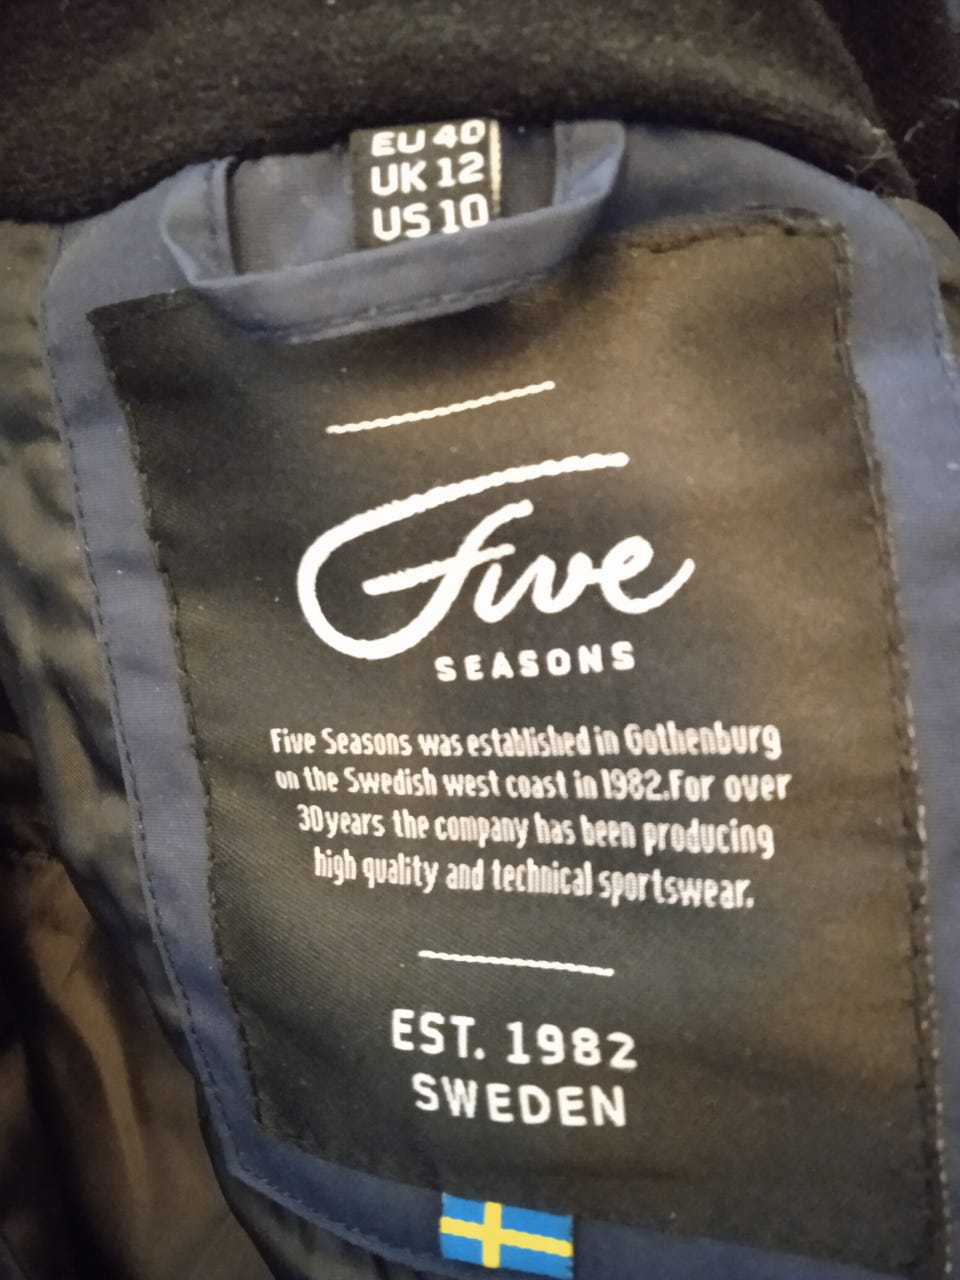 EU 40
UK 12
US 10
Five
SEASONS
Five Seasons was established in Gothenburg
on the Swedish west coast in 1982.For over
30years the company has been producing
high quality and technical sportswear.
EST. 1982
SWEDEN